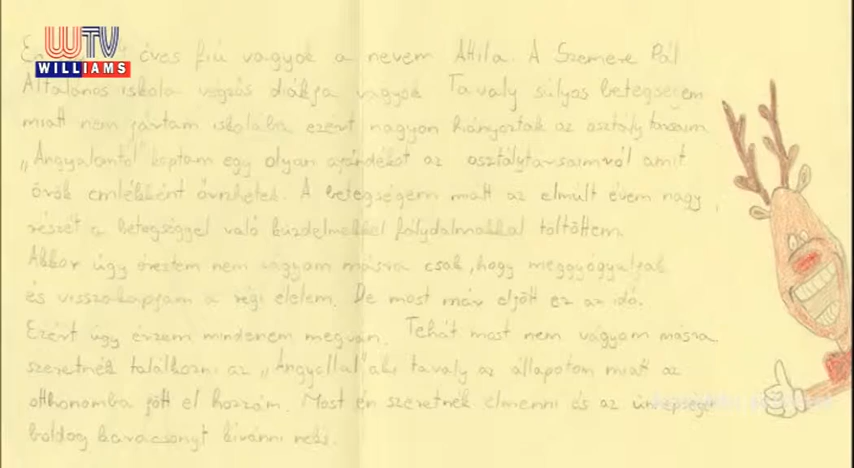 WTV
WILLIAMS
éves fiú vagyok a nevem Attila. A Szemere Pál
Általános iskola végzős diákja vagyok Tavaly súlyos betegségem
miatt nem jártam iskolába ezért nagyon hiányoztak az osztálytársaim.
„Angyalomtól" kaptam egy olyan ajándékot az osztálytársaimról amit
örök emlékként őrizhetek. A betegségem miatt az elmúlt évem nagy
részét a betegséggel való küzdelmekkel fálydalmakkal töltöttem.
Akkor úgy éreztem nem vágyom másra csak, hogy meggyógyuljak
és visszakapjam a régi életem. De most már eljött ez az idő.
Ezért úgy érzem mindenem megvan. Tehát most nem vágyom másra
szeretnék találkozni az „Angyallal" aki tavaly az állapotom miatt az
otthonomba jött el hozzám. Most én szeretnék elmenni és az
boldog karácsonyt kívánni neki.